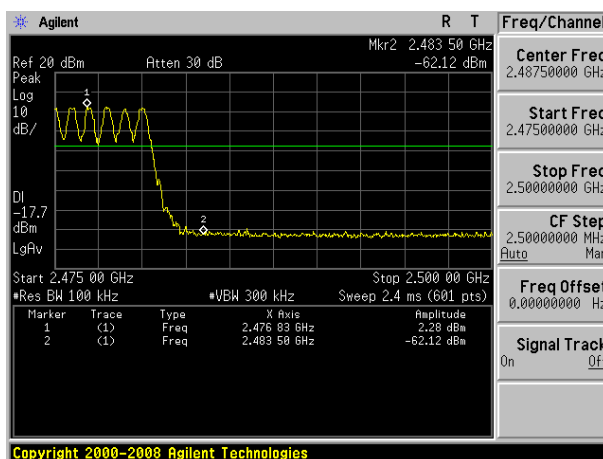 Agilent R T
Mkr2 2.483 50 GHz
Ref 20 dBm Atten 30 dB -62.12 dBm
Peak
Log
10
dB/
1
2
DI
-17.7
dBm
LgAv
Start 2.475 00 GHz Stop 2.500 00 GHz
#Res BW 100 kHz #VBW 300 kHz Sweep 2.4 ms (601 pts)
Marker Trace Type X Axis Amplitude
1 (1) Freq 2.476 83 GHz 2.28 dBm
2 (1) Freq 2.483 50 GHz -62.12 dBm
Copyright 2000-2008 Agilent Technologies
Freq/Channel
Center Freq
2.48750000 GHz
Start Freq
2.47500000 GHz
Stop Freq
2.50000000 GHz
CF Step
2.50000000 MHz
Auto Man
Freq Offset
0.00000000 Hz
Signal Track
On Off